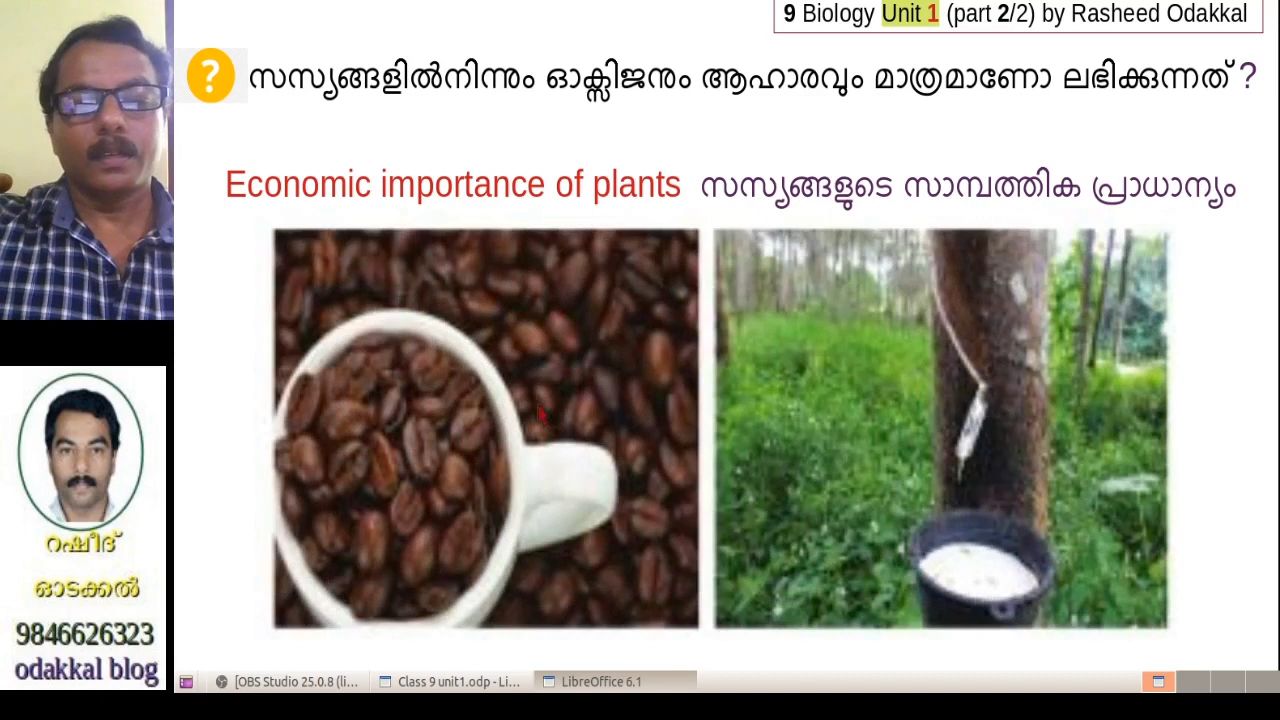 9 Biology Unit 1 (part 2/2) by Rasheed Odakkal
? സസ്യങ്ങളിൽനിന്നും ഓക്സിജനും ആഹാരവും മാത്രമാണോ ലഭിക്കുന്നത് ?
Economic importance of plants സസ്യങ്ങളുടെ സാമ്പത്തിക പ്രാധാന്യം
റഷീദ്
ഓടക്കൽ
9846626323
odakkal blog
[OBS Studio 25.0.8 (li... Class 9 unit1.odp - Li... LibreOffice 6.1